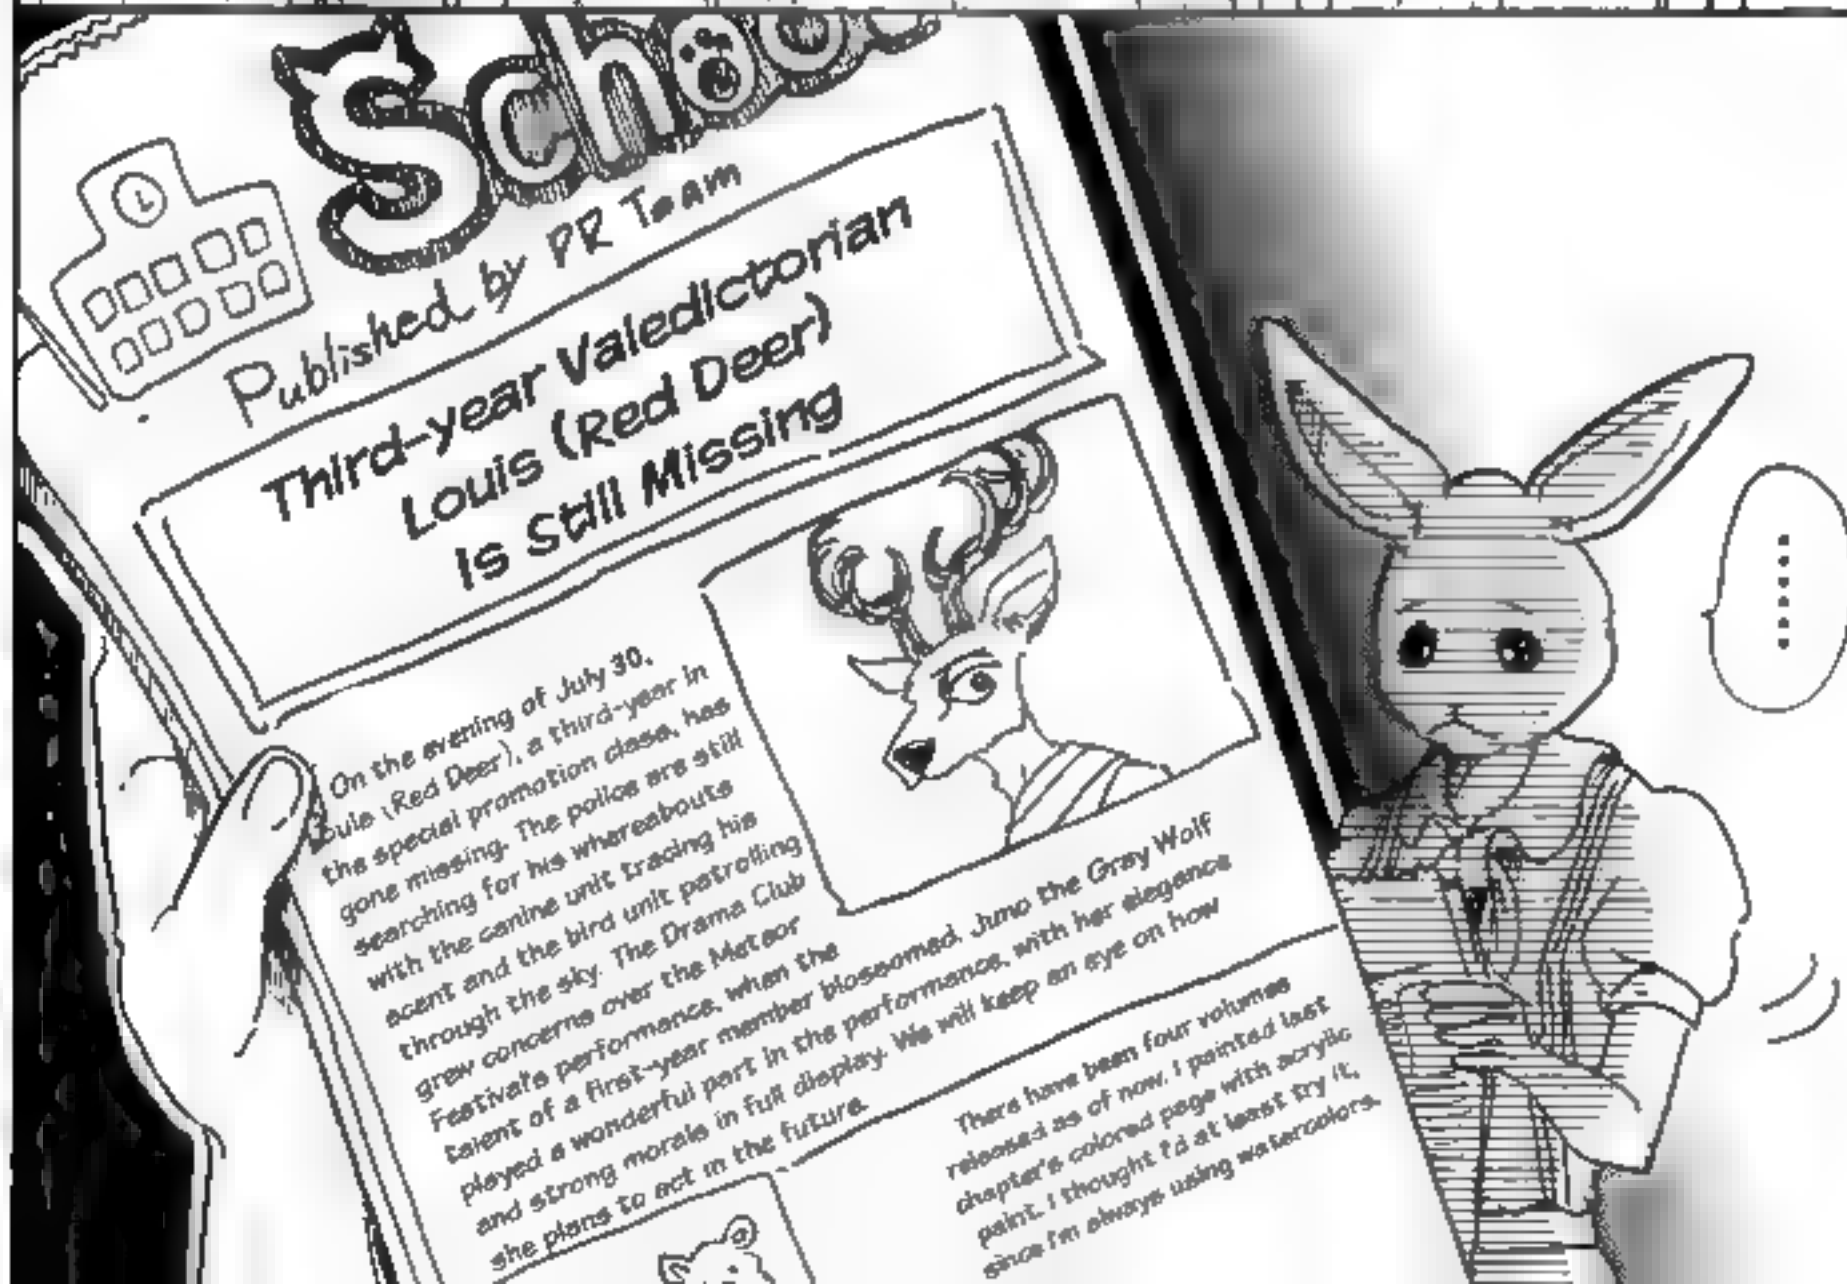 School
Published by PR Team
Third-year Valedictorian
Louis (Red Deer)
Is Still Missing
On the evening of July 30,
ouis (Red Deer), a third-year in
the special promotion class, has
gone missing. The police are still
searching for his whereabouts
with the canine unit tracing his
scent and the bird unit patrolling
through the sky. The Drama Club
grew concerns over the Meteor
Festival's performance, when the
talent of a first-year member blossomed. Juno the Gray Wolf
played a wonderful part in the performance, with her elegance
and strong morals in full display. We will keep an eye on how
she plans to act in the future.
There have been four volumes
released as of now. I painted last
chapter's colored page with acrylic
paint. I thought I'd at least try it,
since I'm always using watercolors.
.......